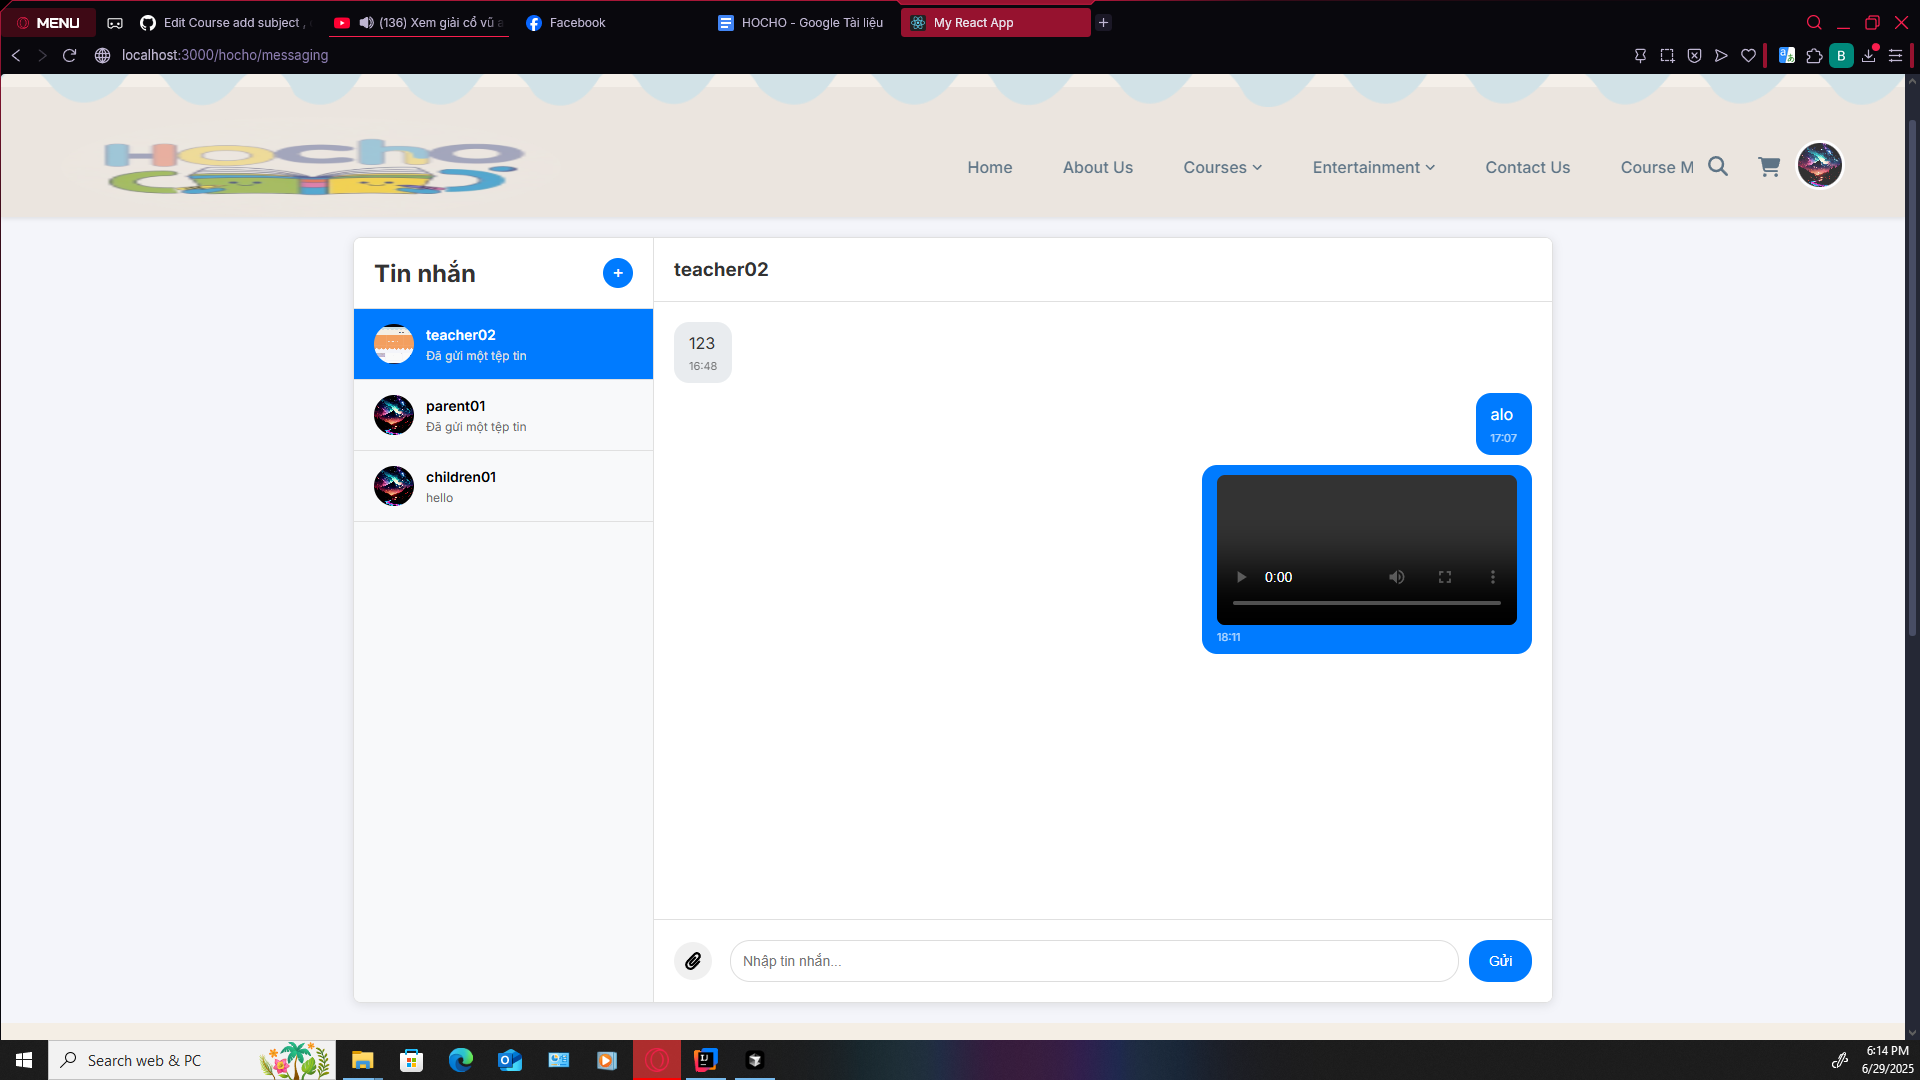 MENU
Edit Course add subject ,
(136) Xem giải cổ vũ a
Facebook
HOCHO - Google Tài liệu
My React App
localhost:3000/hocho/messaging
B
Hocho
Home
About Us
Courses
Entertainment
Contact Us
Course M
Tin nhắn
+
teacher02
Đã gửi một tệp tin
parent01
Đã gửi một tệp tin
children01
hello
teacher02
123
16:48
alo
17:07
0:00
18:11
Nhập tin nhắn...
Gửi
Search web & PC
6:14 PM
6/29/2025